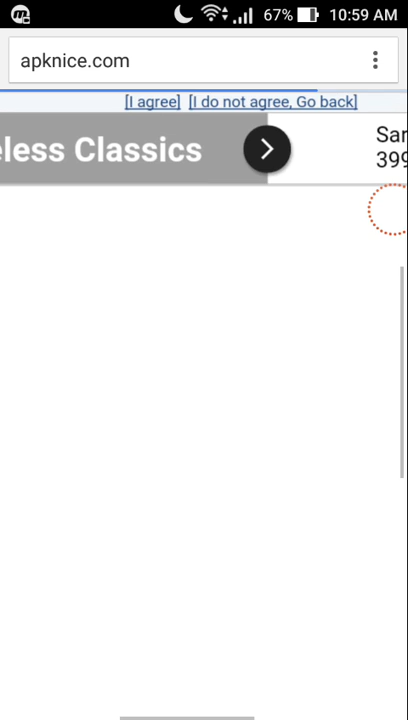 67% 10:59 AM
apknice.com
[I agree] [I do not agree, Go back]
eless Classics
Sar
399